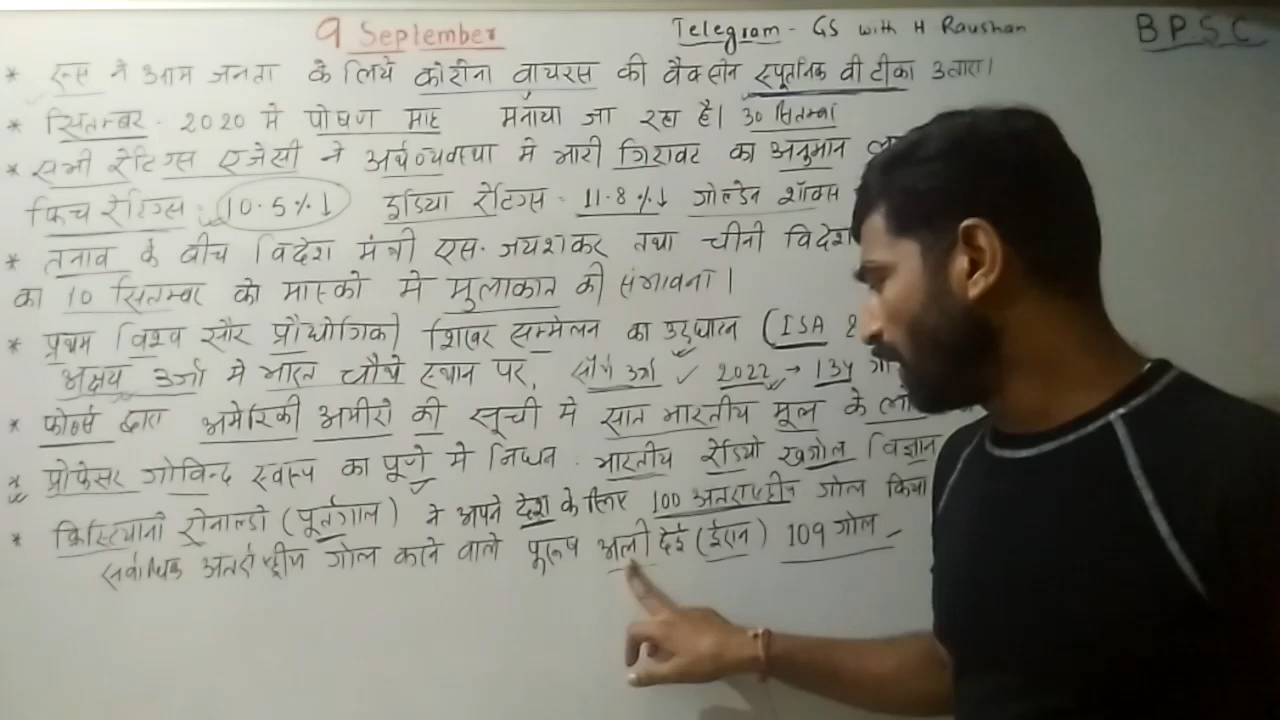 9 September Telegram - GS with H Raushan BPSC
* रूस ने आम जनता के लिये कोरोना वायरस की वैक्सीन स्पूतनिक वी टीका उतारा।
* सितम्बर - 2020 मे पोषण माह मनाया जा रहा है। 30 सितम्बर
* सभी रेटिंग्स एजेंसी ने अर्थव्यवस्था मे भारी गिरावट का अनुमान
फिच रेटिंग्स : 10.5%↓ इंडिया रेटिंग्स - 11.8%↓ गोल्डेन शॉक्स
* तनाव के बीच विदेश मंत्री एस. जयशंकर तथा चीनी विदेश
का 10 सितम्बर को मास्को मे मुलाकात की संभावना।
* प्रथम विश्व सौर प्रौद्योगिकी शिखर सम्मेलन का उद्घाटन (ISA
अक्षय उर्जा मे भारत चौथे स्थान पर, सौर उर्जा ✓ 2022 →
* फोर्ब्स द्वारा अमेरिकी अमीरो की सूची मे सात भारतीय मूल के
* प्रोफेसर गोविन्द स्वरूप का पूणे मे निधन - भारतीय रेडियो खगोल विज्ञान
* क्रिस्टियानो रोनाल्डो (पूर्तगाल) ने अपने देश के लिए 100 अंतराष्ट्रीय गोल किया
सर्वाधिक अंतराष्ट्रीय गोल करने वाले पुरूष अली देई (ईरान) 109 गोल -